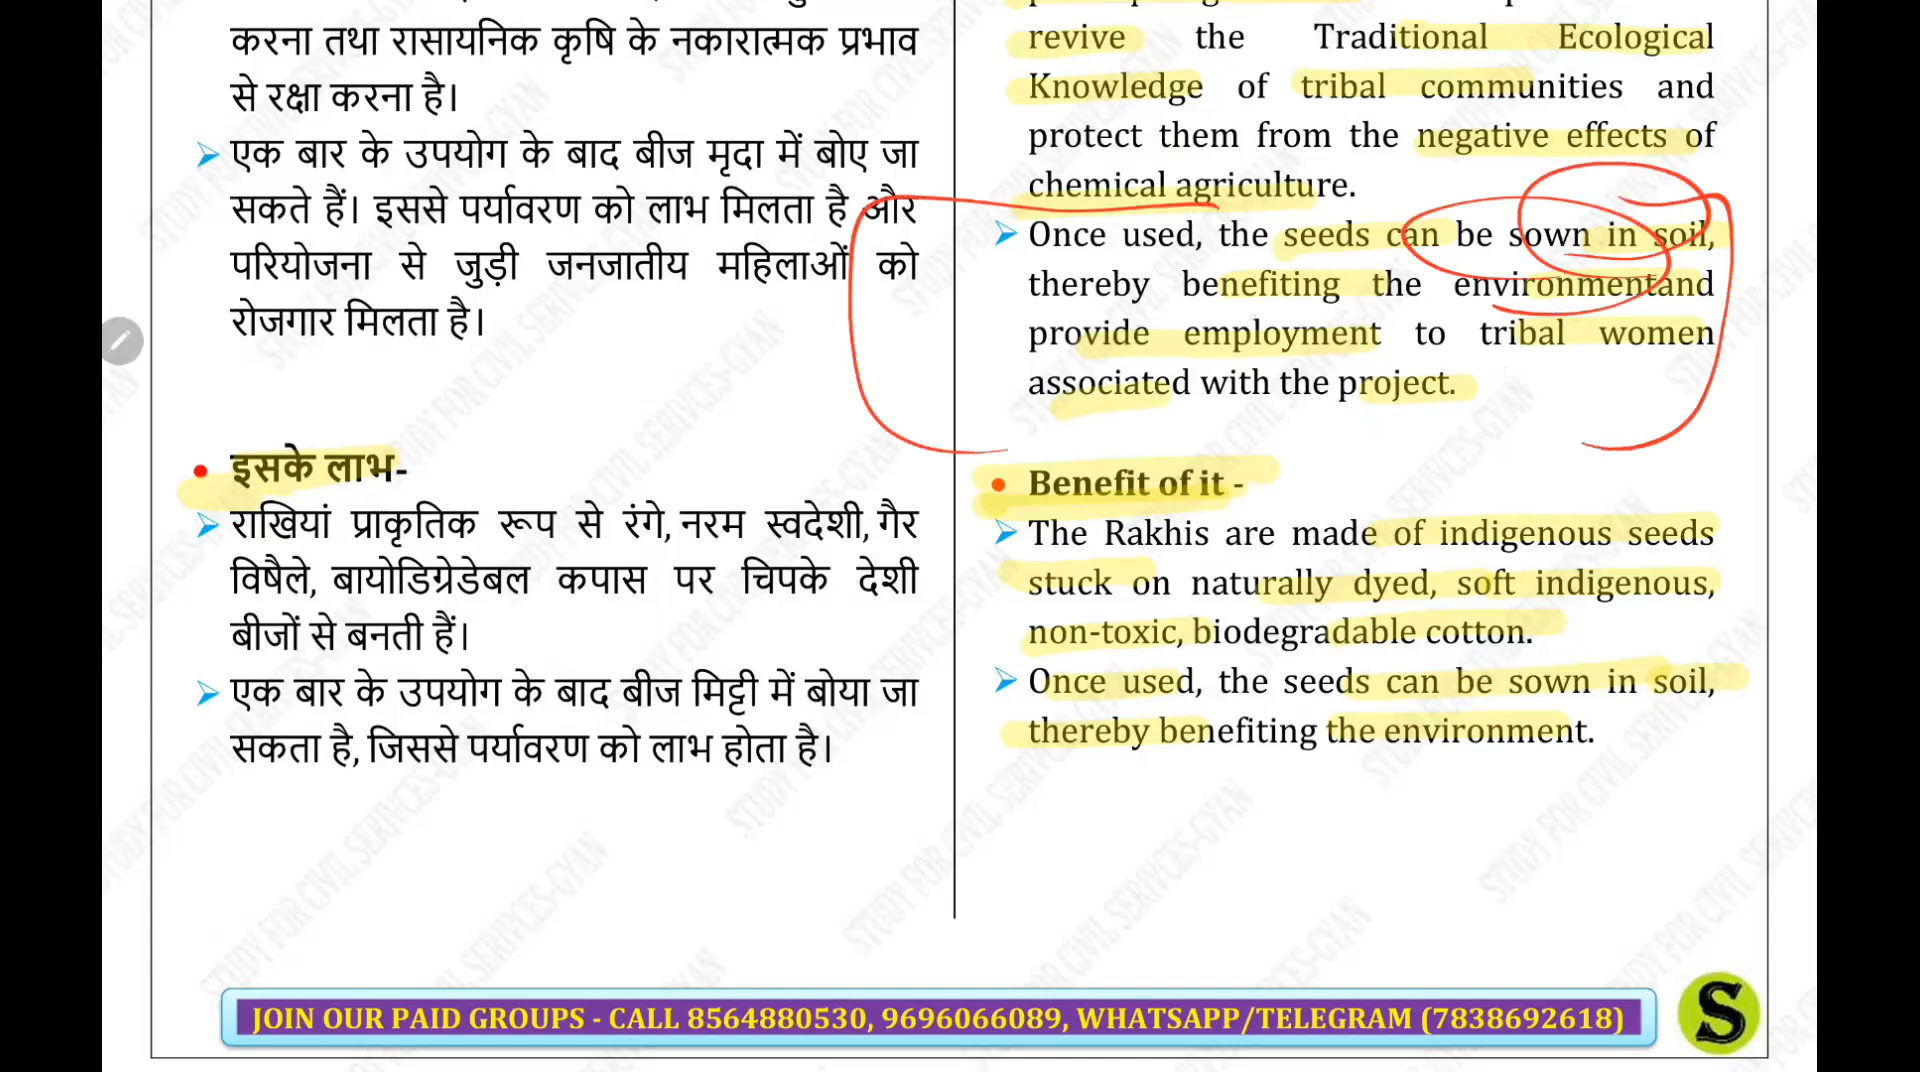 करना तथा रासायनिक कृषि के नकारात्मक प्रभाव
से रक्षा करना है।
➢ एक बार के उपयोग के बाद बीज मृदा में बोए जा
सकते हैं। इससे पर्यावरण को लाभ मिलता है और
परियोजना से जुड़ी जनजातीय महिलाओं को
रोजगार मिलता है।
• इसके लाभ-
➢ राखियां प्राकृतिक रूप से रंगे, नरम स्वदेशी, गैर
विषैले, बायोडिग्रेडेबल कपास पर चिपके देशी
बीजों से बनती हैं।
➢ एक बार के उपयोग के बाद बीज मिट्टी में बोया जा
सकता है, जिससे पर्यावरण को लाभ होता है।
revive the Traditional Ecological
Knowledge of tribal communities and
protect them from the negative effects of
chemical agriculture.
➢ Once used, the seeds can be sown in soil,
thereby benefiting the environmentand
provide employment to tribal women
associated with the project.
• Benefit of it -
➢ The Rakhis are made of indigenous seeds
stuck on naturally dyed, soft indigenous,
non-toxic, biodegradable cotton.
➢ Once used, the seeds can be sown in soil,
thereby benefiting the environment.
JOIN OUR PAID GROUPS - CALL 8564880530, 9696066089, WHATSAPP/TELEGRAM (7838692618)
S
STUDY FOR CIVIL SERIVCES-GYAN